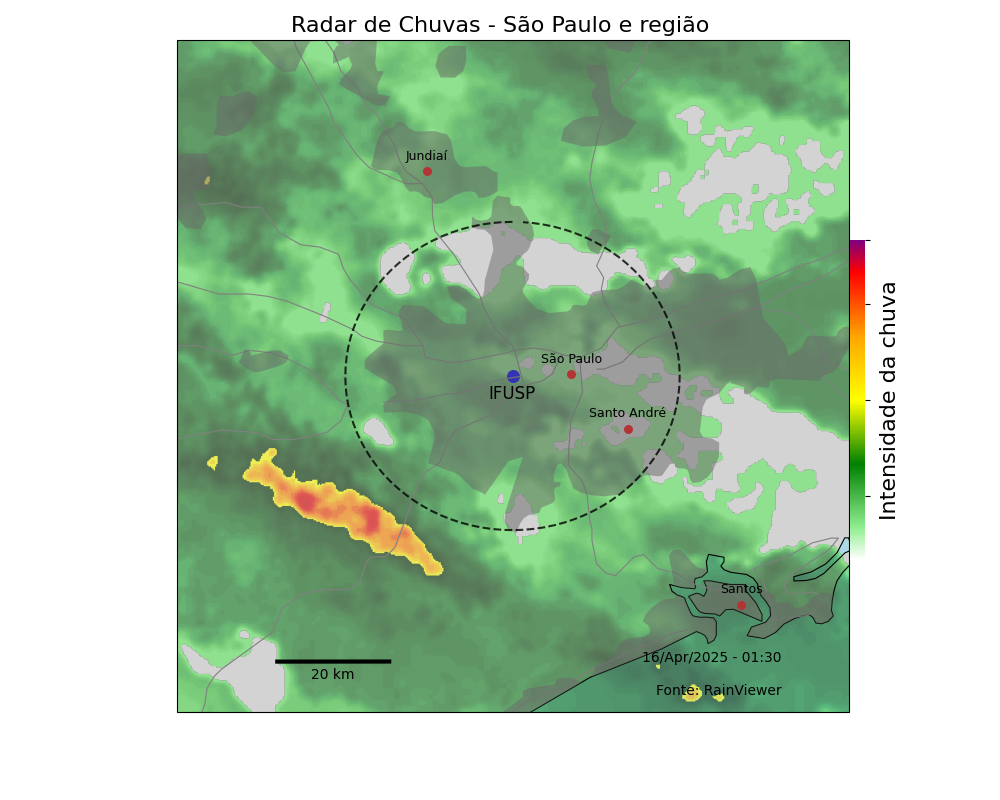 Radar de Chuvas - São Paulo e região
Jundiaí
São Paulo
IFUSP
Santo André
Intensidade da chuva
Santos
16/Apr/2025 - 01:30
20 km
Fonte: RainViewer